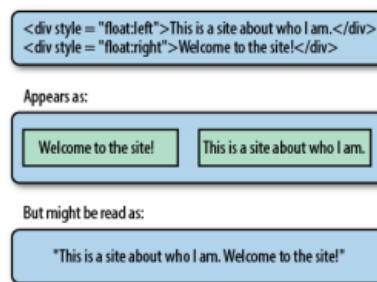 <div style = "float:left">This is a site about who I am.</div>
<div style = "float:right">Welcome to the site!</div>
Appears as:
Welcome to the site!
This is a site about who I am.
But might be read as:
"This is a site about who I am. Welcome to the site!"